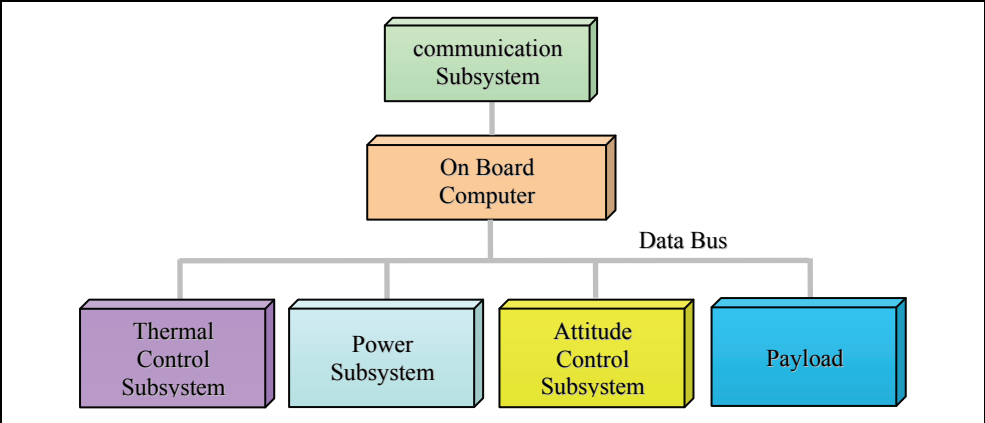 communication
Subsystem
On Board
Computer
Data Bus
Thermal
Control
Subsystem
Power
Subsystem
Attitude
Control
Subsystem
Payload